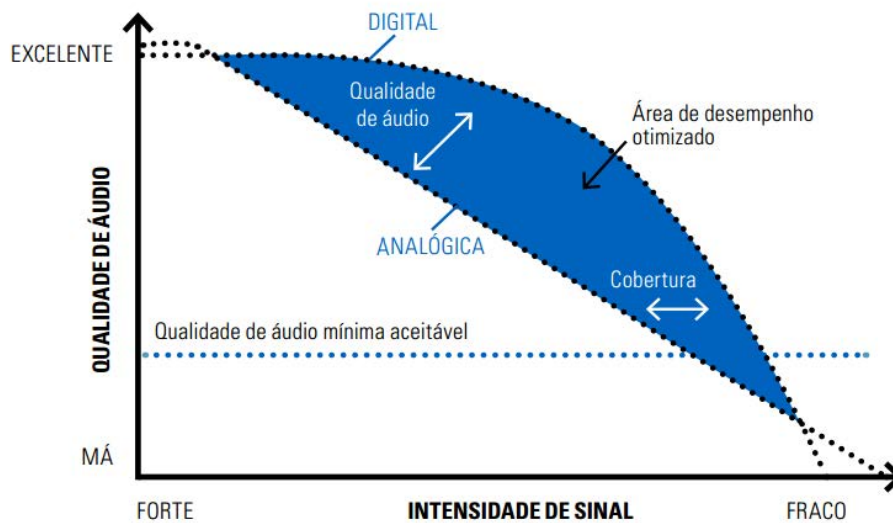 EXCELENTE
DIGITAL
Qualidade
de áudio
Área de desempenho
otimizado
ANALÓGICA
QUALIDADE DE ÁUDIO
Cobertura
Qualidade de áudio mínima aceitável
MÁ
FORTE
INTENSIDADE DE SINAL
FRACO